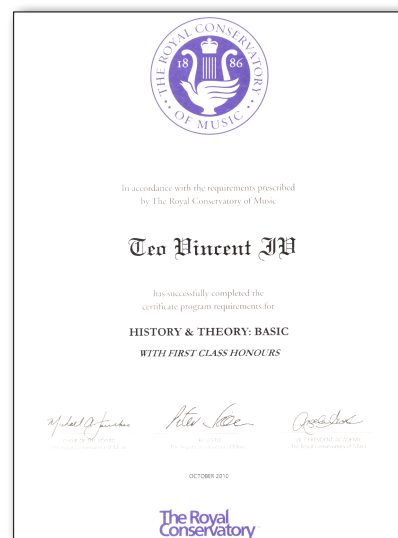 THE ROYAL CONSERVATORY
18 86
OF MUSIC
In accordance with the requirements prescribed
by The Royal Conservatory of Music
Teo Vincent IV
has successfully completed the
certificate program requirements for
HISTORY & THEORY: BASIC
WITH FIRST CLASS HONOURS
Peter Simon
OCTOBER 2010
The Royal
Conservatory